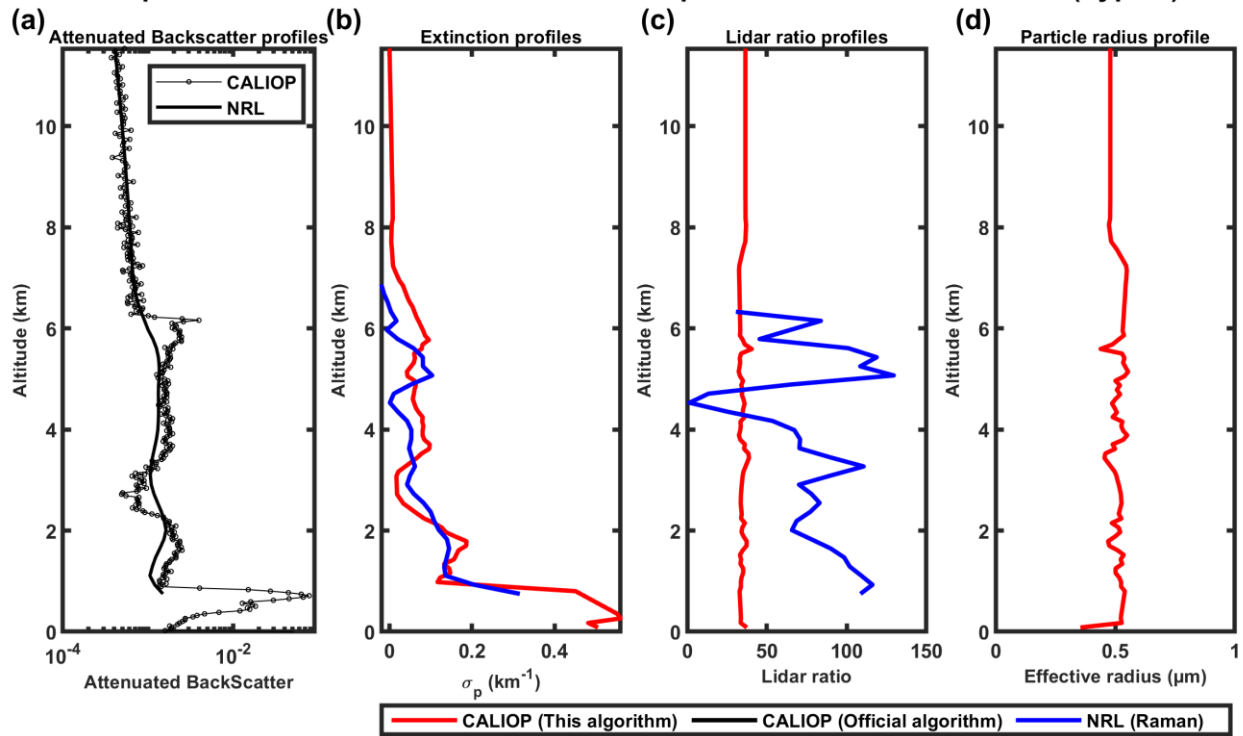 (a) (b) (c) (d)
Attenuated Backscatter profiles
CALIOP
NRL
Altitude (km)
10
8
6
4
2
0
10-4
10-2
Attenuated BackScatter
Extinction profiles
Altitude (km)
10
8
6
4
2
0
0
0.2
0.4
σp (km-1)
Lidar ratio profiles
Altitude (km)
10
8
6
4
2
0
0
50
100
150
Lidar ratio
Particle radius profile
Altitude (km)
10
8
6
4
2
0
0
0.5
1
Effective radius (µm)
CALIOP (This algorithm) CALIOP (Official algorithm) NRL (Raman)